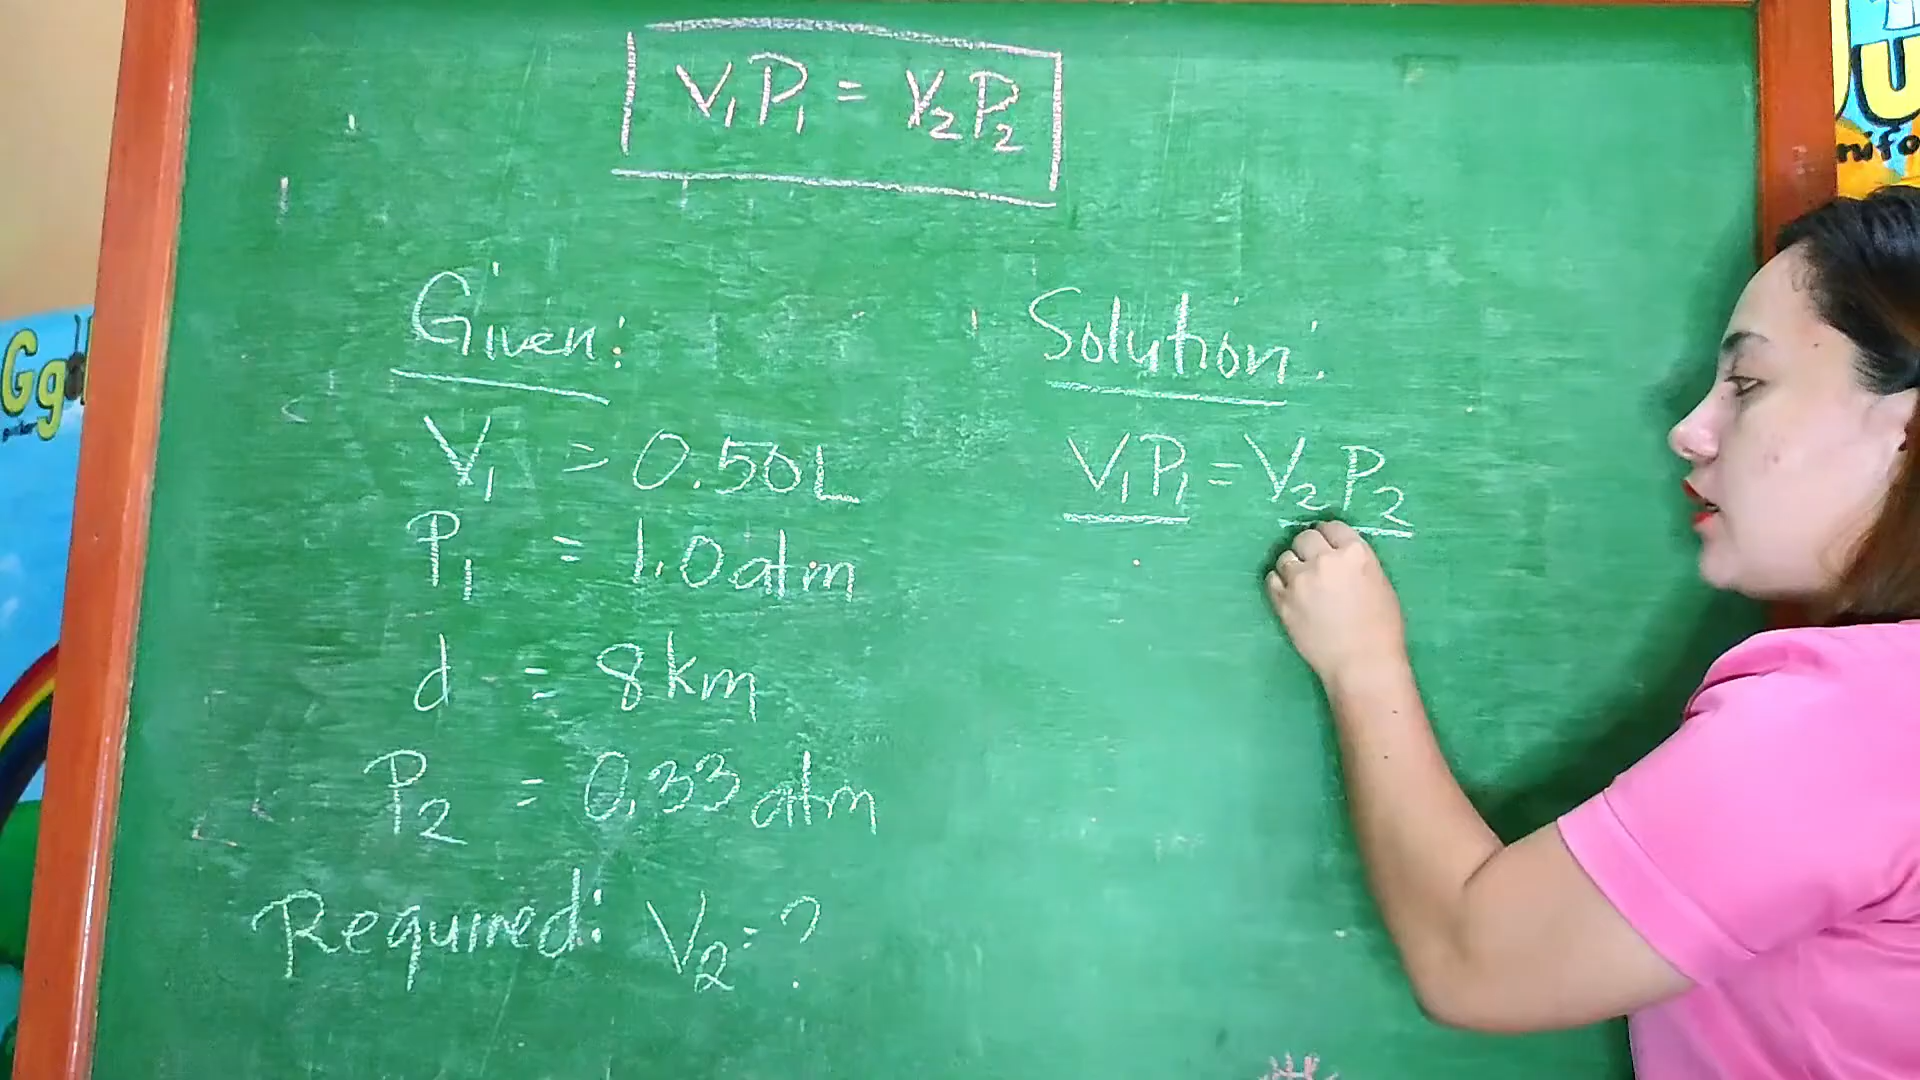 V₁P₁ = V₂P₂
Given:
V₁ = 0.50L
P₁ = 1.0 atm
d = 8 km
P₂ = 0.33 atm
Required: V₂ = ?
Solution:
V₁P₁ = V₂P₂
Gg